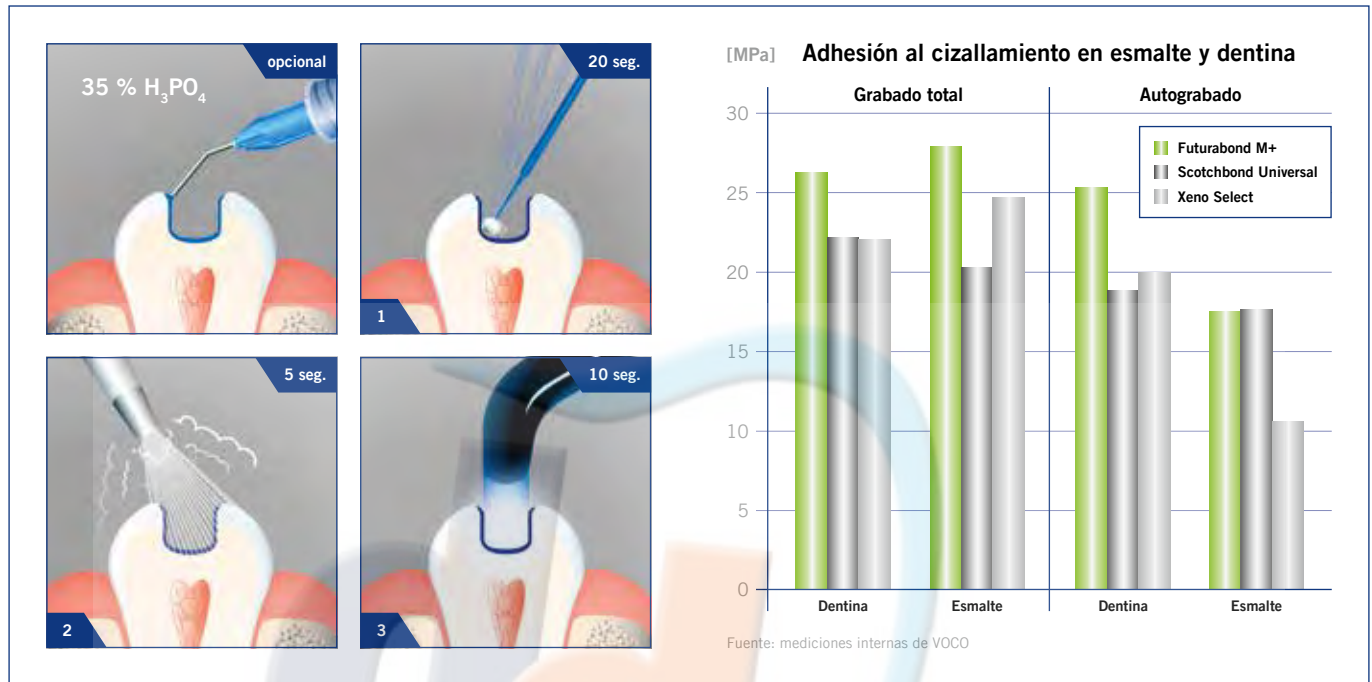 opcional
35 % H₃PO₄
20 seg.
1
5 seg.
2
10 seg.
3
[MPa] Adhesión al cizallamiento en esmalte y dentina
Grabado total Autograbado
Futurabond M+
Scotchbond Universal
Xeno Select
30
25
20
15
10
5
0
Dentina Esmalte Dentina Esmalte
Fuente: mediciones internas de VOCO